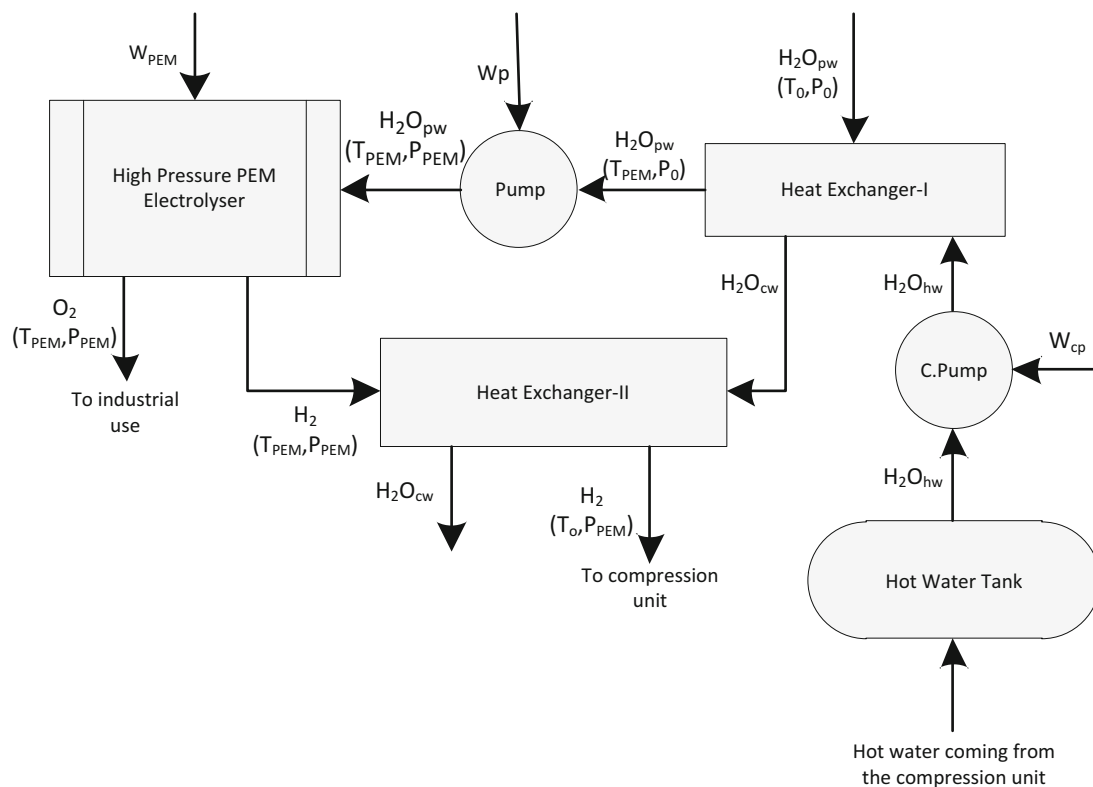 W_PEM
Wp
H₂O_pw
(T₀,P₀)
High Pressure PEM
Electrolyser
H₂O_pw
(T_PEM,P_PEM)
Pump
H₂O_pw
(T_PEM,P₀)
Heat Exchanger-I
O₂
(T_PEM,P_PEM)
To industrial
use
H₂O_cw
H₂O_hw
W_cp
C.Pump
Heat Exchanger-II
H₂
(T_PEM,P_PEM)
H₂O_cw
H₂
(T_o,P_PEM)
To compression
unit
H₂O_hw
Hot Water Tank
Hot water coming from
the compression unit